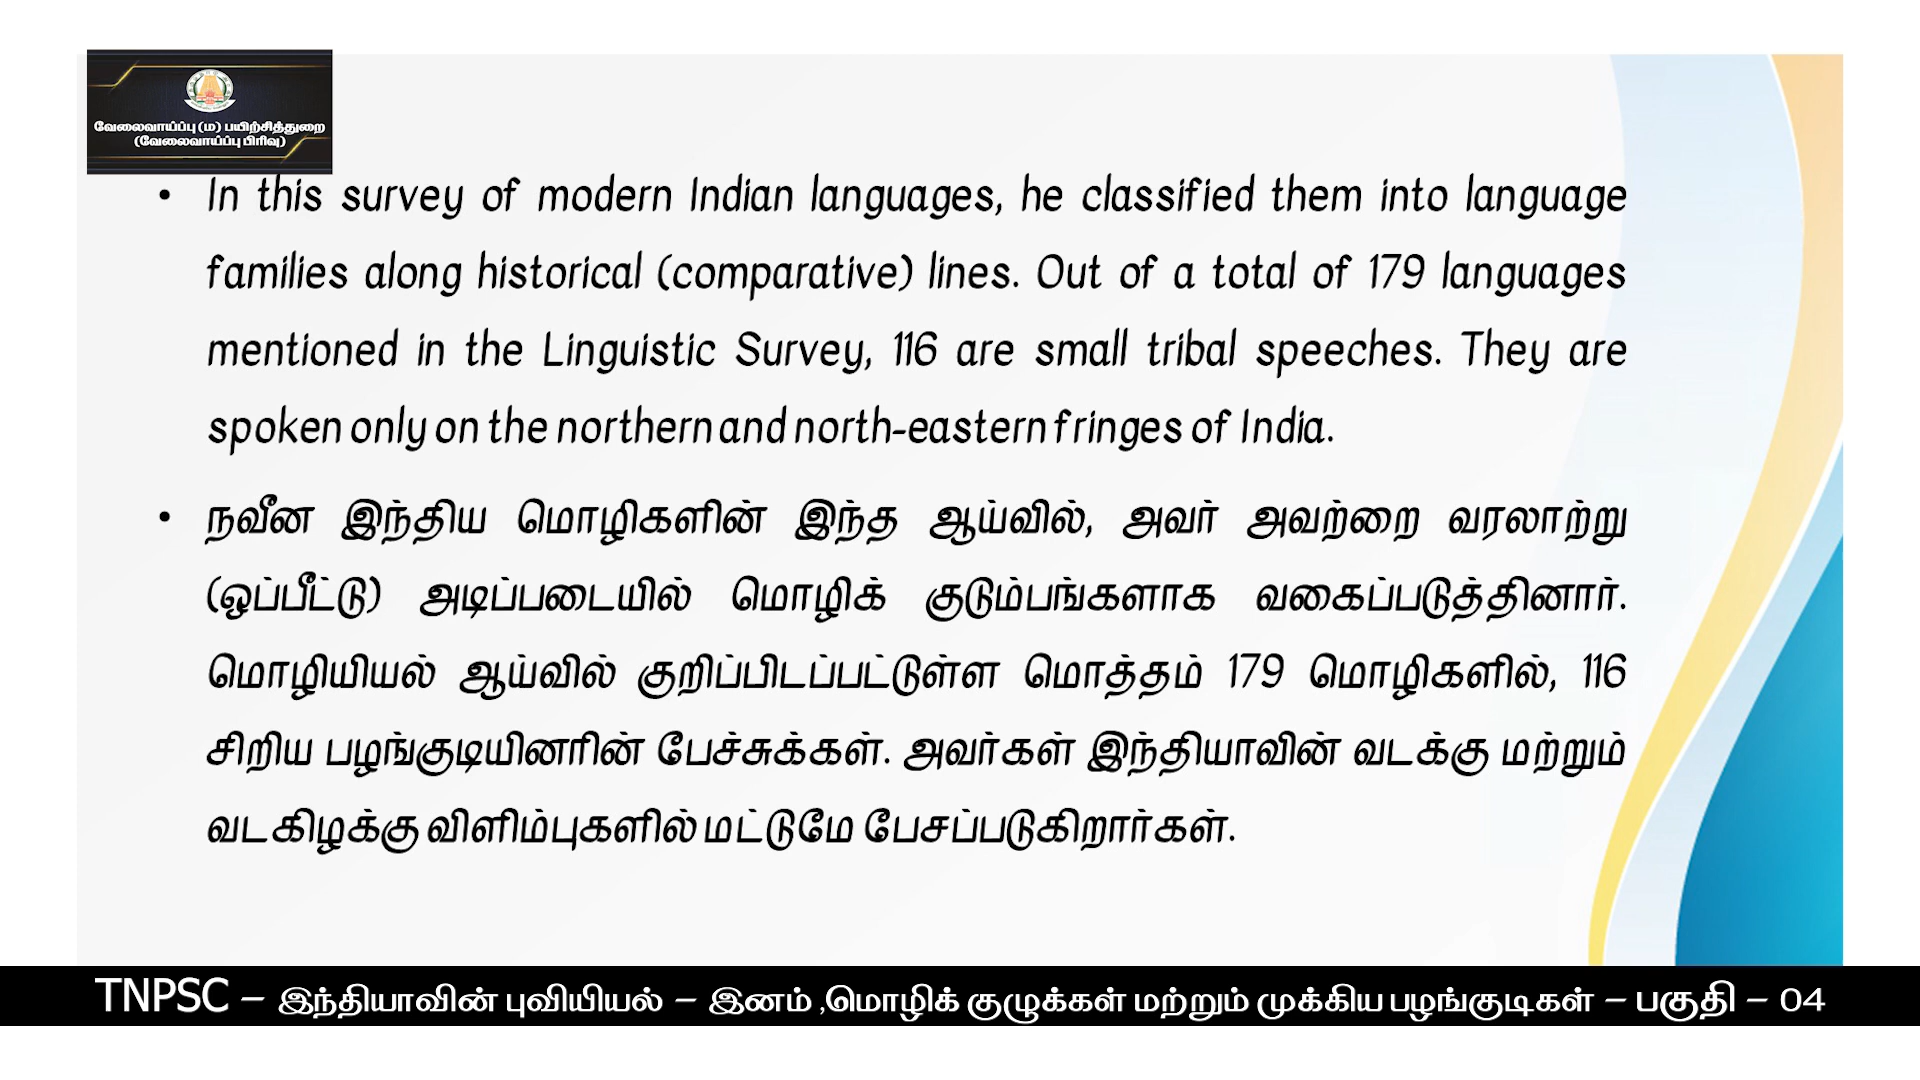 வேலைவாய்ப்பு (ம) பயிற்சித்துறை
(வேலைவாய்ப்பு பிரிவு)
• In this survey of modern Indian languages, he classified them into language
families along historical (comparative) lines. Out of a total of 179 languages
mentioned in the Linguistic Survey, 116 are small tribal speeches. They are
spoken only on the northern and north-eastern fringes of India.
• நவீன இந்திய மொழிகளின் இந்த ஆய்வில், அவர் அவற்றை வரலாற்று
(ஒப்பீட்டு) அடிப்படையில் மொழிக் குடும்பங்களாக வகைப்படுத்தினார்.
மொழியியல் ஆய்வில் குறிப்பிடப்பட்டுள்ள மொத்தம் 179 மொழிகளில், 116
சிறிய பழங்குடியினரின் பேச்சுக்கள். அவர்கள் இந்தியாவின் வடக்கு மற்றும்
வடகிழக்கு விளிம்புகளில் மட்டுமே பேசப்படுகிறார்கள்.
TNPSC – இந்தியாவின் புவியியல் – இனம் ,மொழிக் குழுக்கள் மற்றும் முக்கிய பழங்குடிகள் – பகுதி – 04